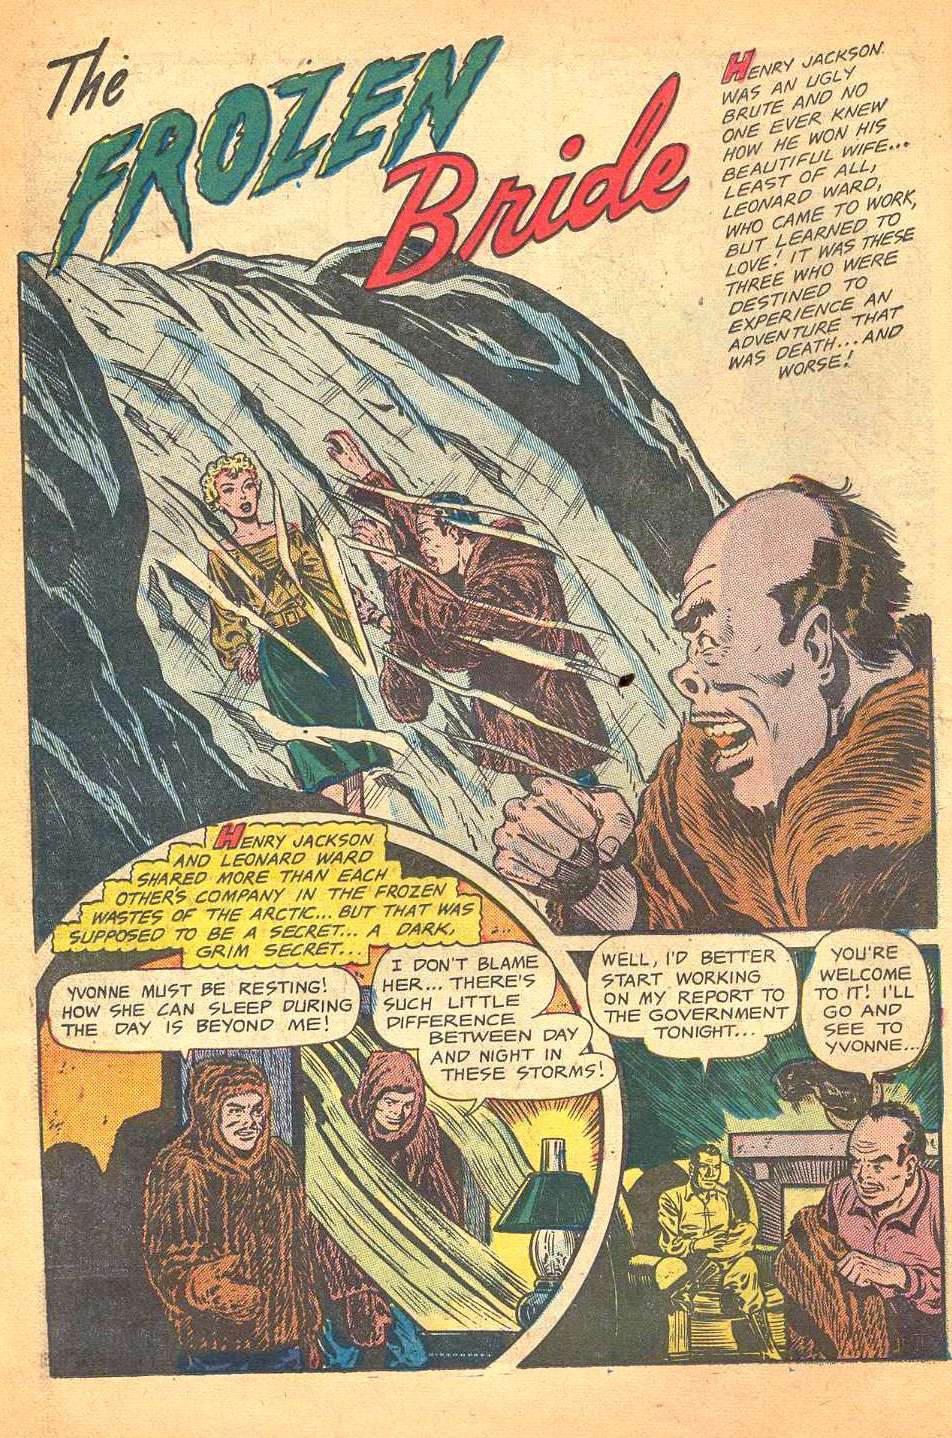 The
FROZEN
Bride
HENRY JACKSON
WAS AN UGLY
BRUTE AND NO
ONE EVER KNEW
HOW HE WON HIS
BEAUTIFUL WIFE...
LEAST OF ALL,
LEONARD WARD,
WHO CAME TO WORK,
BUT LEARNED TO
LOVE! IT WAS THESE
THREE WHO WERE
DESTINED TO
EXPERIENCE AN
ADVENTURE THAT
WAS DEATH...AND
WORSE!
HENRY JACKSON
AND LEONARD WARD
SHARED MORE THAN EACH
OTHER'S COMPANY IN THE FROZEN
WASTES OF THE ARCTIC... BUT THAT WAS
SUPPOSED TO BE A SECRET... A DARK,
GRIM SECRET...
YVONNE MUST BE RESTING!
HOW SHE CAN SLEEP DURING
THE DAY IS BEYOND ME!
I DON'T BLAME
HER... THERE'S
SUCH LITTLE
DIFFERENCE
BETWEEN DAY
AND NIGHT IN
THESE STORMS!
WELL, I'D BETTER
START WORKING
ON MY REPORT TO
THE GOVERNMENT
TONIGHT...
YOU'RE
WELCOME
TO IT! I'LL
GO AND
SEE TO
YVONNE...